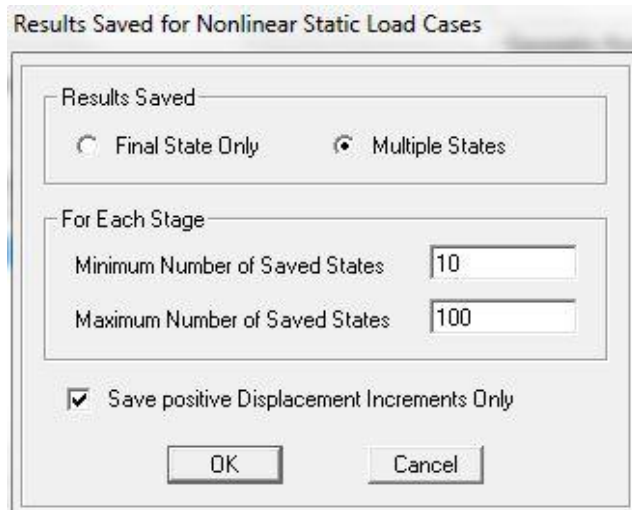 Results Saved for Nonlinear Static Load Cases
Results Saved
Final State Only Multiple States
For Each Stage
Minimum Number of Saved States 10
Maximum Number of Saved States 100
Save positive Displacement Increments Only
OK Cancel